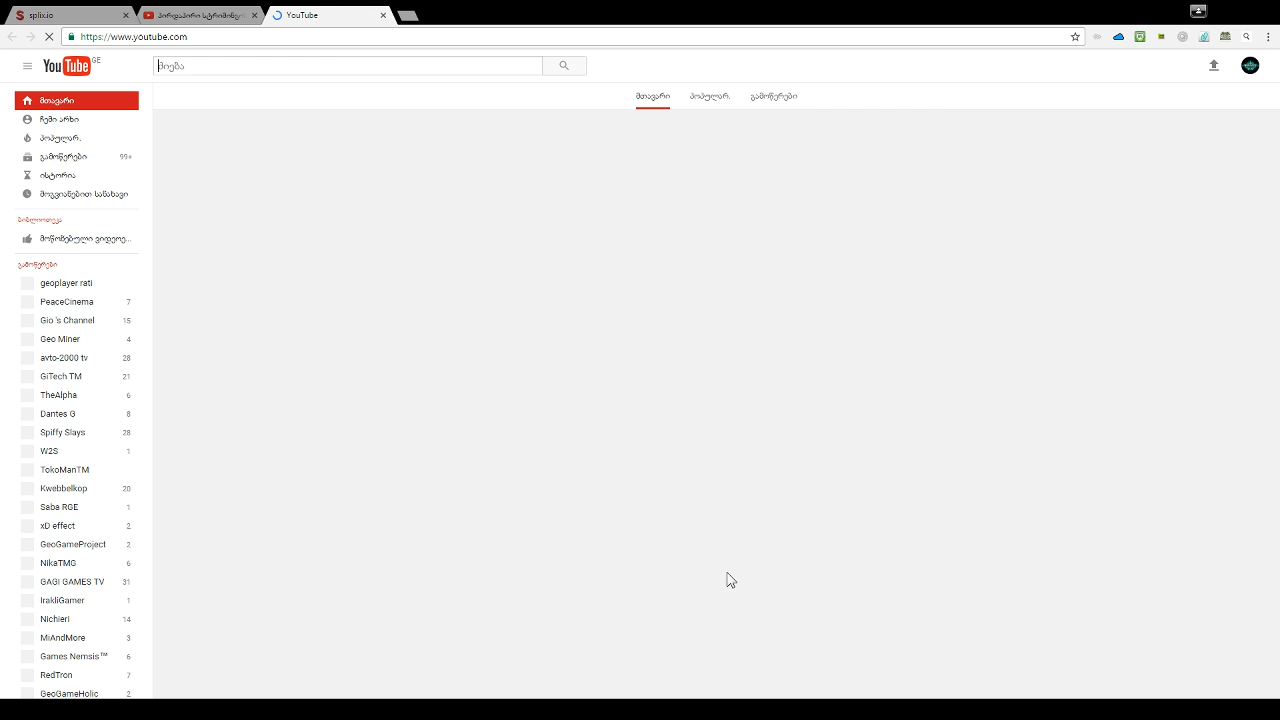 splix.io
პირდაპირი სტრიმინგი
YouTube
https://www.youtube.com
YouTube GE
ძიება
მთავარი
პოპულარ.
გამოწერები
მთავარი
ჩემი არხი
პოპულარ.
გამოწერები 99+
ისტორია
მოგვიანებით სანახავი
ბიბლიოთეკა
მოწონებული ვიდეოე...
გამოწერები
geoplayer rati
PeaceCinema 7
Gio 's Channel 15
Geo Miner 4
avto-2000 tv 28
GiTech TM 21
TheAlpha 6
Dantes G 8
Spiffy Slays 28
W2S 1
TokoManTM
Kwebbelkop 20
Saba RGE 1
xD effect 2
GeoGameProject 2
NikaTMG 6
GAGI GAMES TV 31
IrakliGamer 1
Nichieri 14
MiAndMore 3
Games Nemsis™ 6
RedTron 7
GeoGameHolic 2